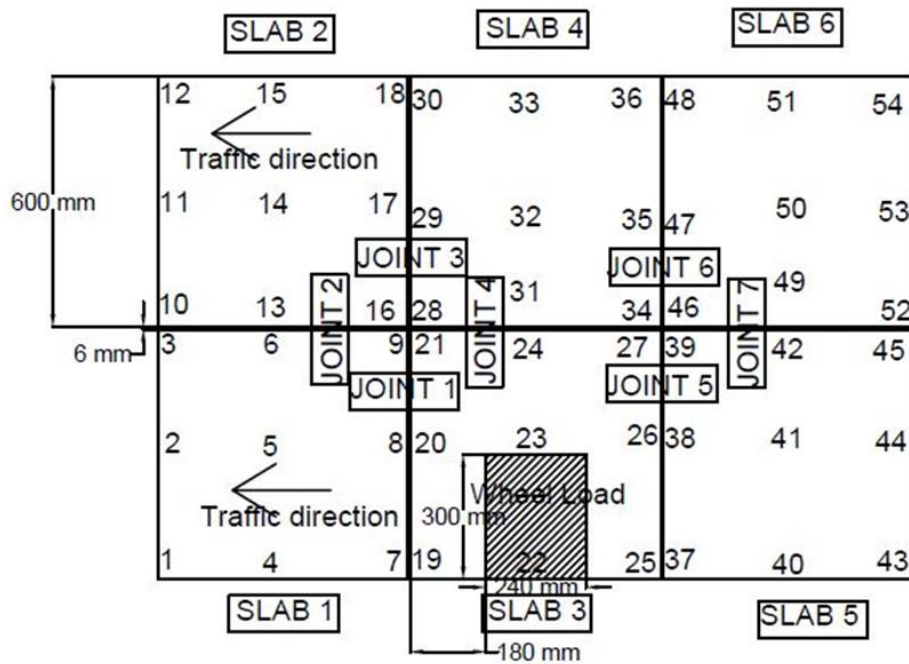 SLAB 2 SLAB 4 SLAB 6
12 15 18 30 33 36 48 51 54
Traffic direction
600 mm
11 14 17 29 32 35 47 50 53
JOINT 3 JOINT 6
JOINT 2 JOINT 4 JOINT 7
10 13 16 28 31 34 46 49 52
6 mm
3 6 9 21 24 27 39 42 45
JOINT 1 JOINT 5
2 5 8 20 23 26 38 41 44
Wheel Load
Traffic direction
300 mm
1 4 7 19 22 25 37 40 43
240 mm
SLAB 1 SLAB 3 SLAB 5
180 mm